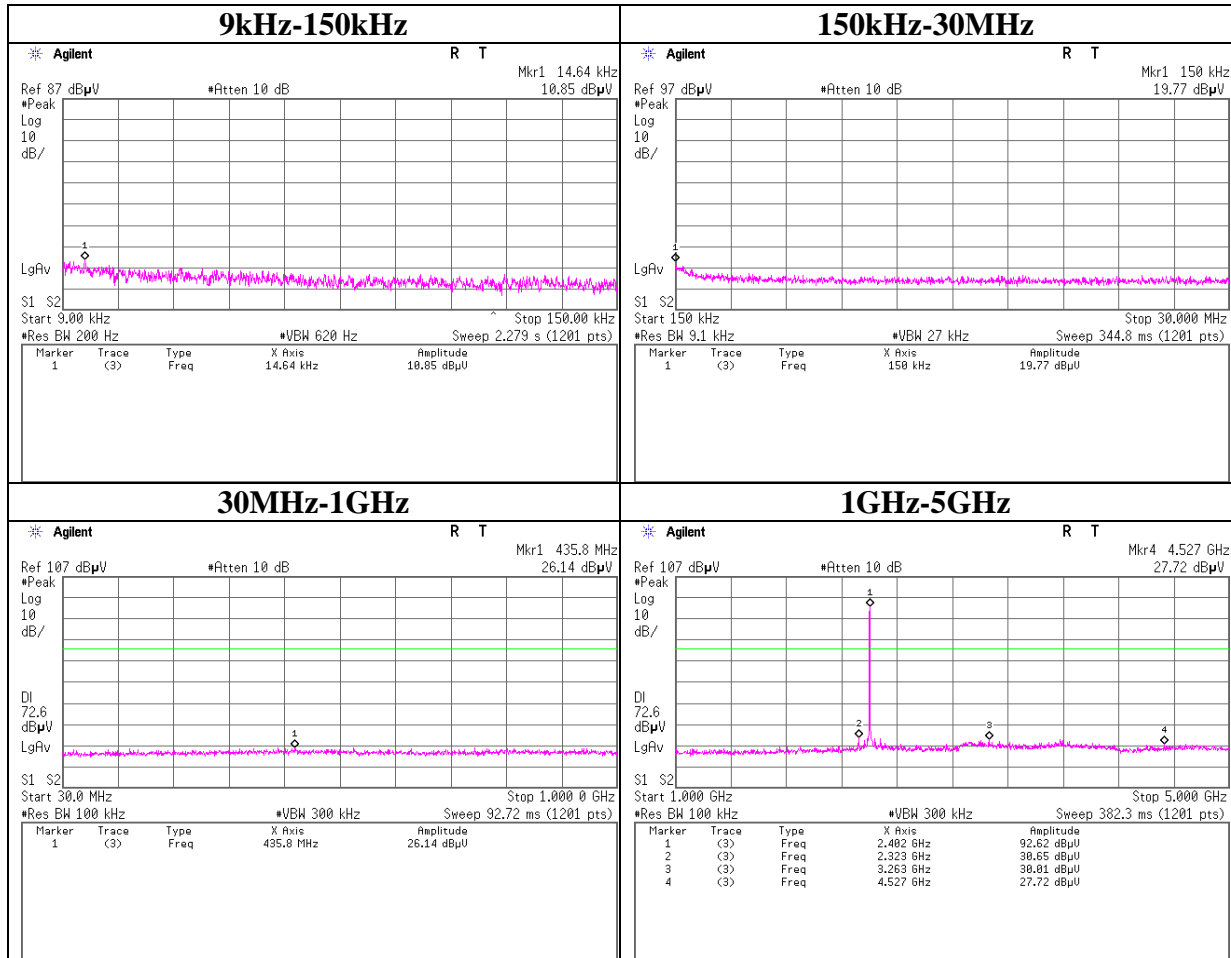 9kHz-150kHz
Agilent R T
Mkr1 14.64 kHz
Ref 87 dBµV #Atten 10 dB 10.85 dBµV
#Peak
Log
10
dB/
1
LgAv
S1 S2
Start 9.00 kHz ^ Stop 150.00 kHz
#Res BW 200 Hz #VBW 620 Hz Sweep 2.279 s (1201 pts)
Marker Trace Type X Axis Amplitude
1 (3) Freq 14.64 kHz 10.85 dBµV
150kHz-30MHz
Agilent R T
Mkr1 150 kHz
Ref 97 dBµV #Atten 10 dB 19.77 dBµV
#Peak
Log
10
dB/
1
LgAv
S1 S2
Start 150 kHz Stop 30.000 MHz
#Res BW 9.1 kHz #VBW 27 kHz Sweep 344.8 ms (1201 pts)
Marker Trace Type X Axis Amplitude
1 (3) Freq 150 kHz 19.77 dBµV
30MHz-1GHz
Agilent R T
Mkr1 435.8 MHz
Ref 107 dBµV #Atten 10 dB 26.14 dBµV
#Peak
Log
10
dB/
DI
72.6
dBµV
1
LgAv
S1 S2
Start 30.0 MHz Stop 1.000 0 GHz
#Res BW 100 kHz #VBW 300 kHz Sweep 92.72 ms (1201 pts)
Marker Trace Type X Axis Amplitude
1 (3) Freq 435.8 MHz 26.14 dBµV
1GHz-5GHz
Agilent R T
Mkr4 4.527 GHz
Ref 107 dBµV #Atten 10 dB 27.72 dBµV
#Peak
1
Log
10
dB/
DI
72.6
dBµV
2 3 4
LgAv
S1 S2
Start 1.000 GHz Stop 5.000 GHz
#Res BW 100 kHz #VBW 300 kHz Sweep 382.3 ms (1201 pts)
Marker Trace Type X Axis Amplitude
1 (3) Freq 2.402 GHz 92.62 dBµV
2 (3) Freq 2.323 GHz 30.65 dBµV
3 (3) Freq 3.263 GHz 30.01 dBµV
4 (3) Freq 4.527 GHz 27.72 dBµV